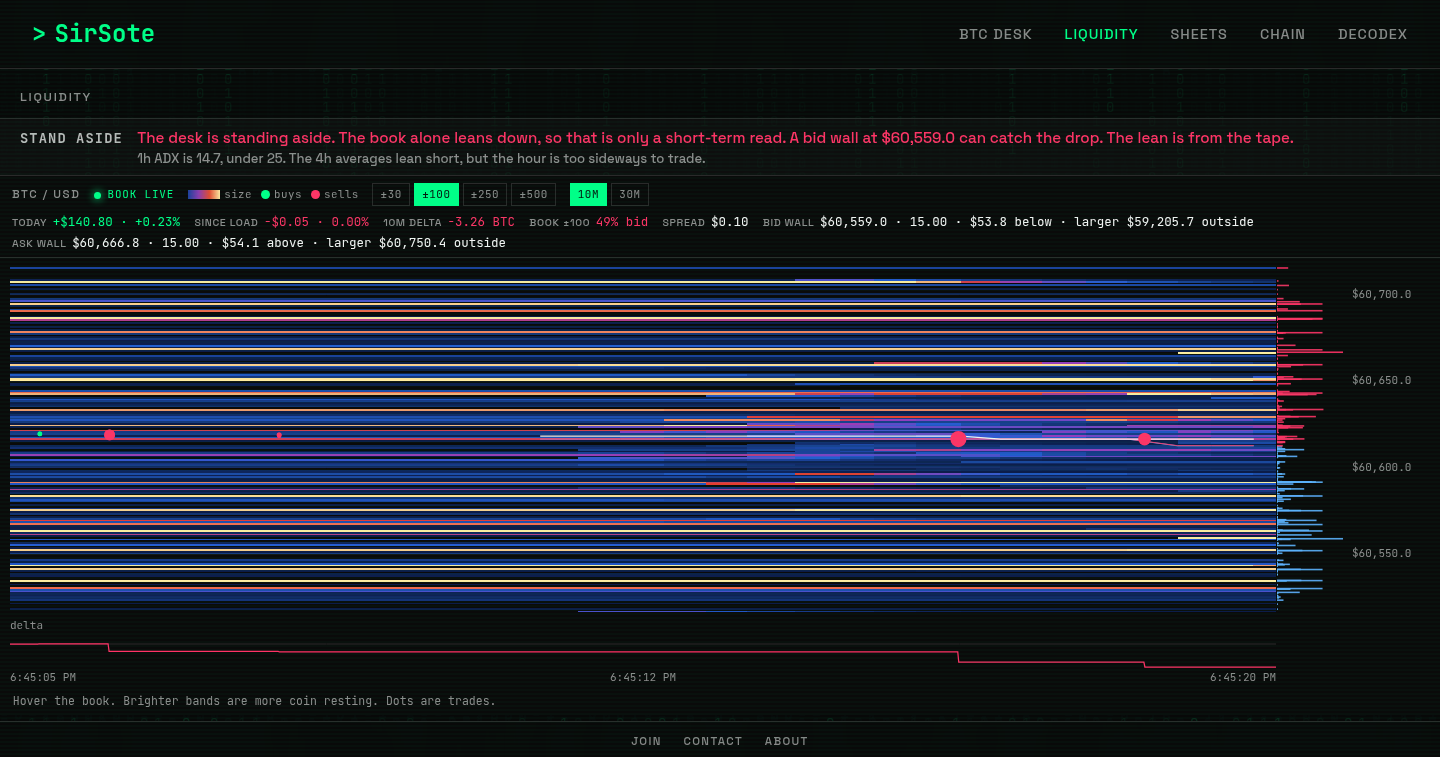 > SirSote
BTC DESK LIQUIDITY SHEETS CHAIN DECODEX
LIQUIDITY
STAND ASIDE The desk is standing aside. The book alone leans down, so that is only a short-term read. A bid wall at $60,559.0 can catch the drop. The lean is from the tape.
1h ADX is 14.7, under 25. The 4h averages lean short, but the hour is too sideways to trade.
BTC / USD BOOK LIVE size buys sells ±30 ±100 ±250 ±500 10M 30M
TODAY +$140.80 · +0.23% SINCE LOAD -$0.05 · 0.00% 10M DELTA -3.26 BTC BOOK ±100 49% bid SPREAD $0.10 BID WALL $60,559.0 · 15.00 · $53.8 below · larger $59,205.7 outside
ASK WALL $60,666.8 · 15.00 · $54.1 above · larger $60,750.4 outside
$60,700.0
$60,650.0
$60,600.0
$60,550.0
delta
6:45:05 PM 6:45:12 PM 6:45:20 PM
Hover the book. Brighter bands are more coin resting. Dots are trades.
JOIN CONTACT ABOUT